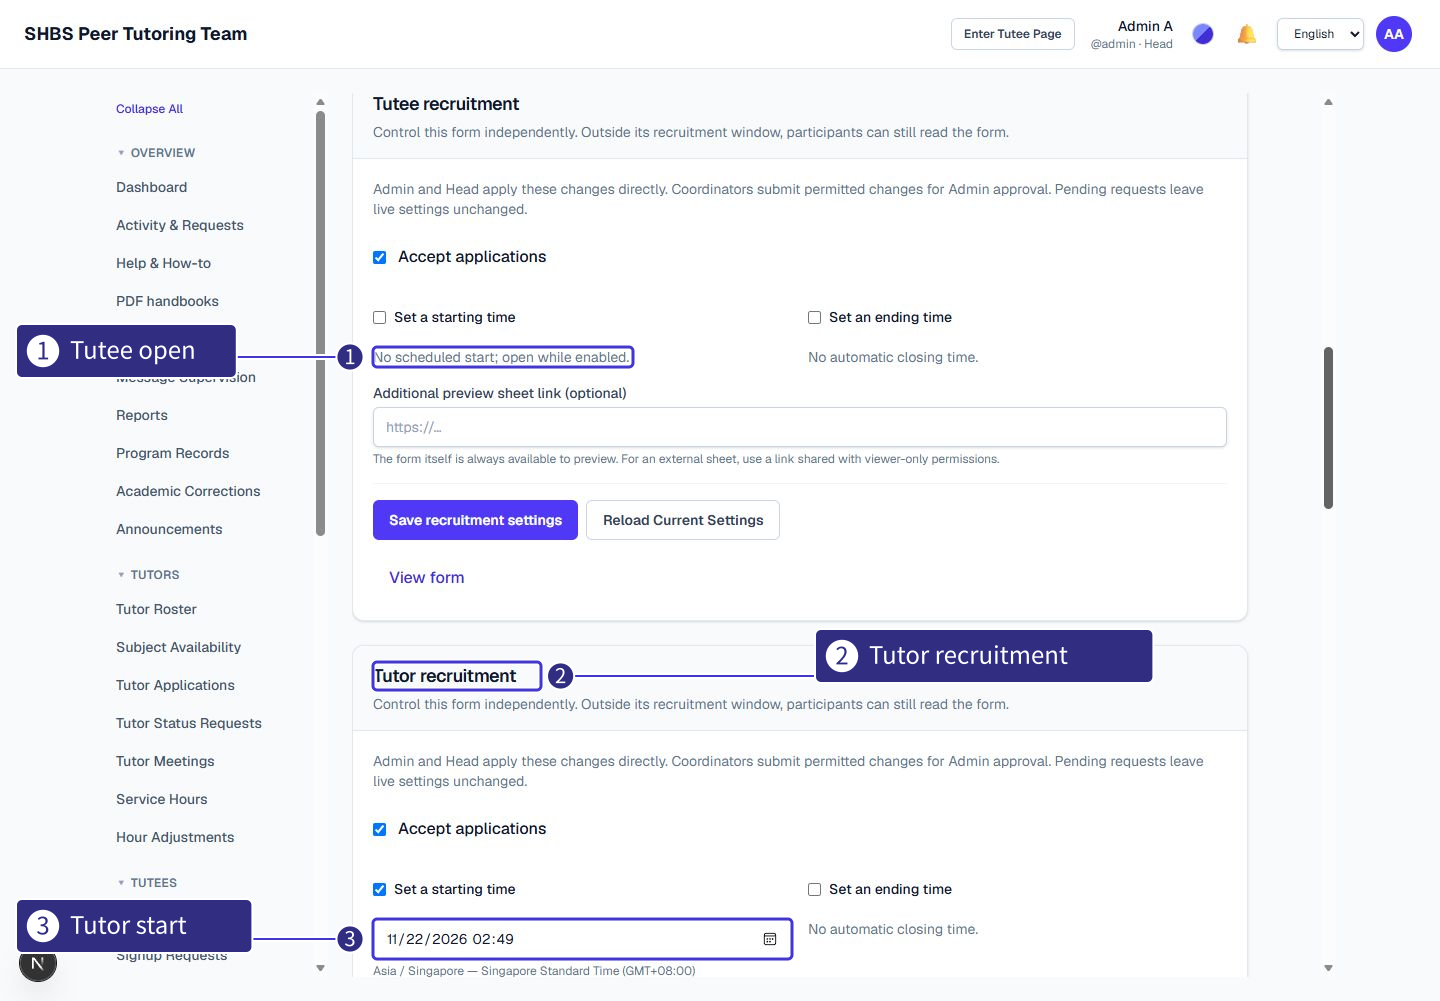 SHBS Peer Tutoring Team
Enter Tutee Page
Admin A
@admin · Head
English
AA
Collapse All
OVERVIEW
Dashboard
Activity & Requests
Help & How-to
PDF handbooks
1 Tutee open
Message Supervision
Reports
Program Records
Academic Corrections
Announcements
TUTORS
Tutor Roster
Subject Availability
Tutor Applications
Tutor Status Requests
Tutor Meetings
Service Hours
Hour Adjustments
TUTEES
3 Tutor start
Signup Requests
N
Tutee recruitment
Control this form independently. Outside its recruitment window, participants can still read the form.
Admin and Head apply these changes directly. Coordinators submit permitted changes for Admin approval. Pending requests leave
live settings unchanged.
Accept applications
Set a starting time
Set an ending time
1 No scheduled start; open while enabled.
No automatic closing time.
Additional preview sheet link (optional)
https://…
The form itself is always available to preview. For an external sheet, use a link shared with viewer-only permissions.
Save recruitment settings
Reload Current Settings
View form
Tutor recruitment 2
2 Tutor recruitment
Control this form independently. Outside its recruitment window, participants can still read the form.
Admin and Head apply these changes directly. Coordinators submit permitted changes for Admin approval. Pending requests leave
live settings unchanged.
Accept applications
Set a starting time
Set an ending time
3 11/22/2026 02:49
No automatic closing time.
Asia / Singapore — Singapore Standard Time (GMT+08:00)